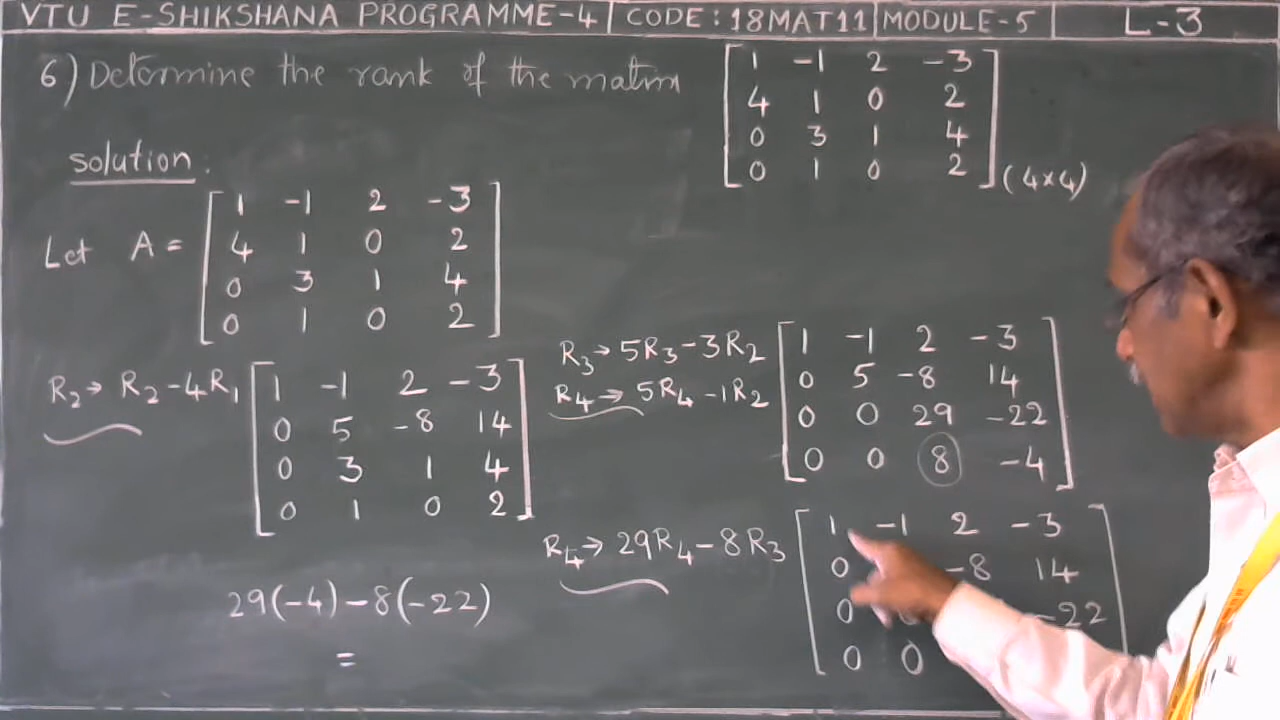 VTU E-SHIKSHANA PROGRAMME-4 | CODE:18MAT11 | MODULE-5 | L-3
6) Determine the rank of the matrix
1 -1 2 -3
4 1 0 2
0 3 1 4
0 1 0 2
(4×4)
Solution:
Let A =
1 -1 2 -3
4 1 0 2
0 3 1 4
0 1 0 2
R2→ R2-4R1
1 -1 2 -3
0 5 -8 14
0 3 1 4
0 1 0 2
29(-4)-8(-22)
=
R3→5R3-3R2
R4→5R4-1R2
1 -1 2 -3
0 5 -8 14
0 0 29 -22
0 0 8 -4
R4→29R4-8R3
1 -1 2 -3
0 -8 14
0 -22
0 0